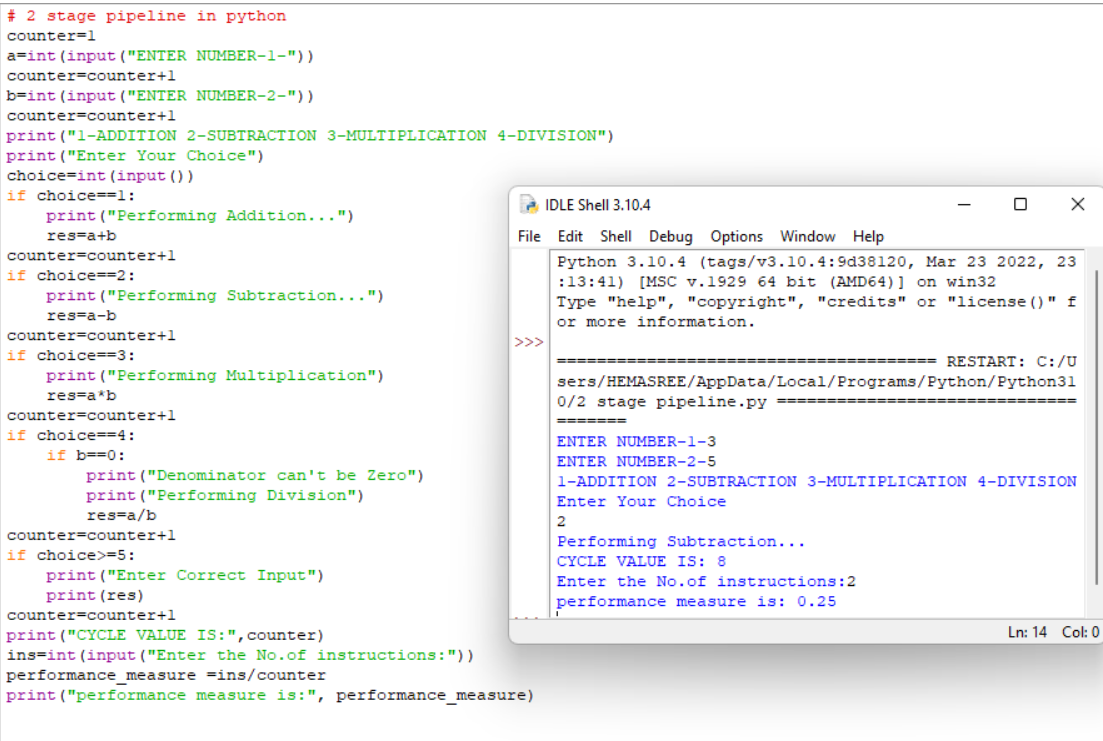 # 2 stage pipeline in python
counter=1
a=int(input("ENTER NUMBER-1-"))
counter=counter+1
b=int(input("ENTER NUMBER-2-"))
counter=counter+1
print("1-ADDITION 2-SUBTRACTION 3-MULTIPLICATION 4-DIVISION")
print("Enter Your Choice")
choice=int(input())
if choice==1:
    print("Performing Addition...")
    res=a+b
counter=counter+1
if choice==2:
    print("Performing Subtraction...")
    res=a-b
counter=counter+1
if choice==3:
    print("Performing Multiplication")
    res=a*b
counter=counter+1
if choice==4:
    if b==0:
        print("Denominator can't be Zero")
        print("Performing Division")
        res=a/b
counter=counter+1
if choice>=5:
    print("Enter Correct Input")
    print(res)
counter=counter+1
print("CYCLE VALUE IS:",counter)
ins=int(input("Enter the No.of instructions:"))
performance_measure =ins/counter
print("performance measure is:", performance_measure)
IDLE Shell 3.10.4
File Edit Shell Debug Options Window Help
Python 3.10.4 (tags/v3.10.4:9d38120, Mar 23 2022, 23
:13:41) [MSC v.1929 64 bit (AMD64)] on win32
Type "help", "copyright", "credits" or "license()" f
or more information.
>>>
====================================== RESTART: C:/U
sers/HEMASREE/AppData/Local/Programs/Python/Python31
0/2 stage pipeline.py ==============================
=======
ENTER NUMBER-1-3
ENTER NUMBER-2-5
1-ADDITION 2-SUBTRACTION 3-MULTIPLICATION 4-DIVISION
Enter Your Choice
2
Performing Subtraction...
CYCLE VALUE IS: 8
Enter the No.of instructions:2
performance measure is: 0.25
Ln: 14 Col: 0